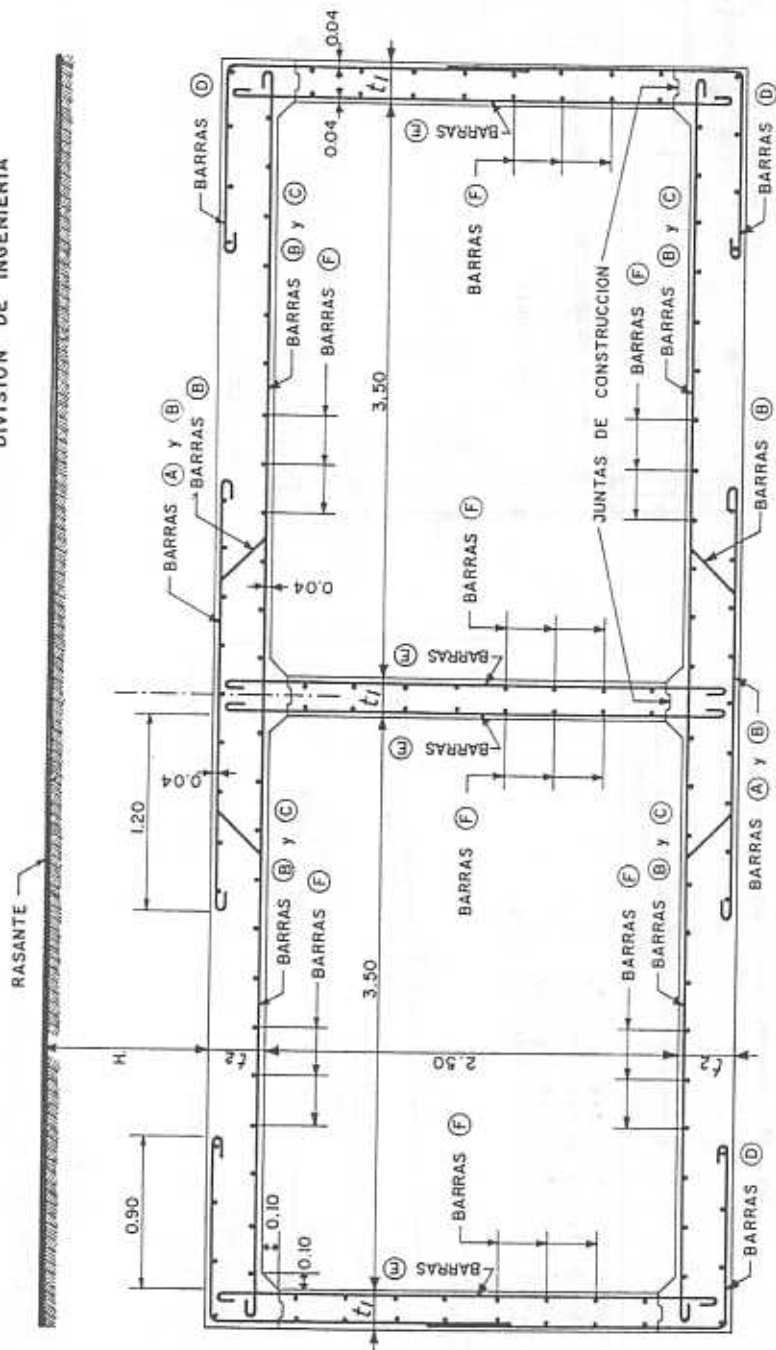 DIVISION DE INGENIERIA
RASANTE
H.
0.90
1.20
0.04
BARRAS Ⓐ y Ⓑ
BARRAS Ⓑ
BARRAS Ⓓ
0.04
t2
0.10
0.10
BARRAS Ⓑ y Ⓒ
BARRAS Ⓕ
0.04
BARRAS Ⓑ y Ⓒ
BARRAS Ⓕ
0.04
t1
3.50
t1
3.50
t1
BARRAS Ⓔ
BARRAS Ⓔ
BARRAS Ⓔ
BARRAS Ⓔ
BARRAS Ⓕ
BARRAS Ⓕ
BARRAS Ⓕ
BARRAS Ⓕ
2.50
JUNTAS DE CONSTRUCCION
BARRAS Ⓕ
BARRAS Ⓑ y Ⓒ
BARRAS Ⓕ
BARRAS Ⓑ y Ⓒ
t2
BARRAS Ⓓ
BARRAS Ⓐ y Ⓑ
BARRAS Ⓑ
BARRAS Ⓓ